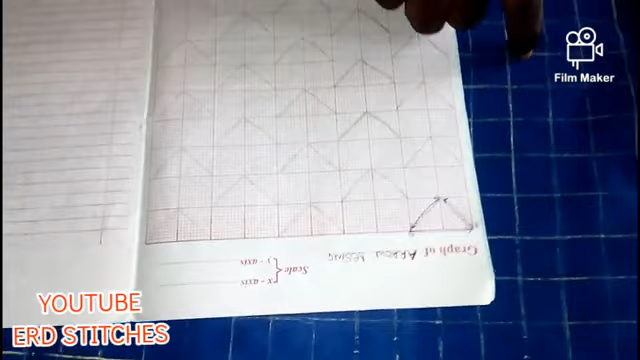 Film Maker
Graph of
Scale { x-axis
y-axis
YOUTUBE
ERD STITCHES